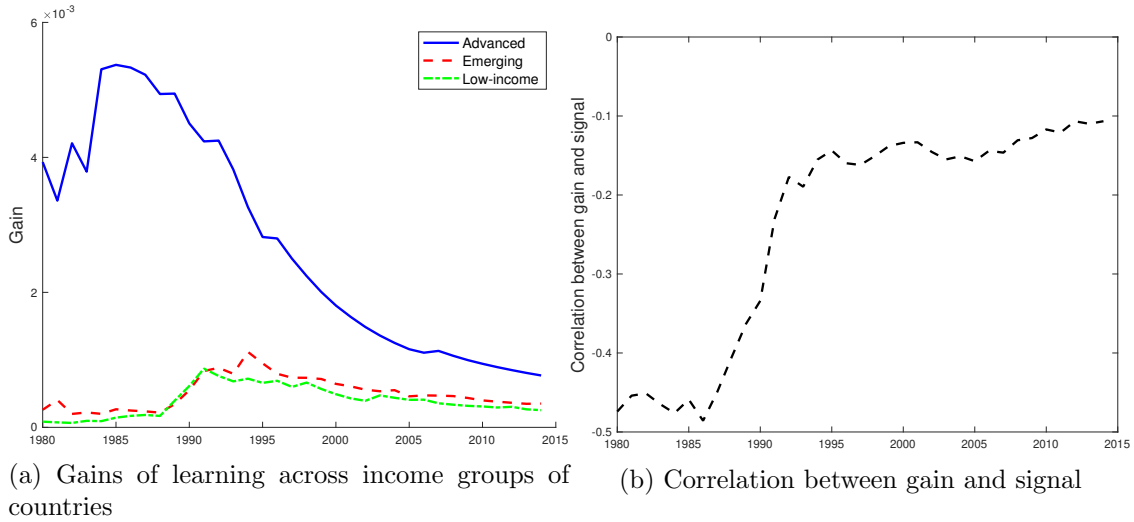 ×10⁻³
6
4
2
0
Gain
Advanced
Emerging
Low-income
1980 1985 1990 1995 2000 2005 2010 2015
(a) Gains of learning across income groups of
countries
0
-0.1
-0.2
-0.3
-0.4
-0.5
Correlation between gain and signal
1980 1985 1990 1995 2000 2005 2010 2015
(b) Correlation between gain and signal